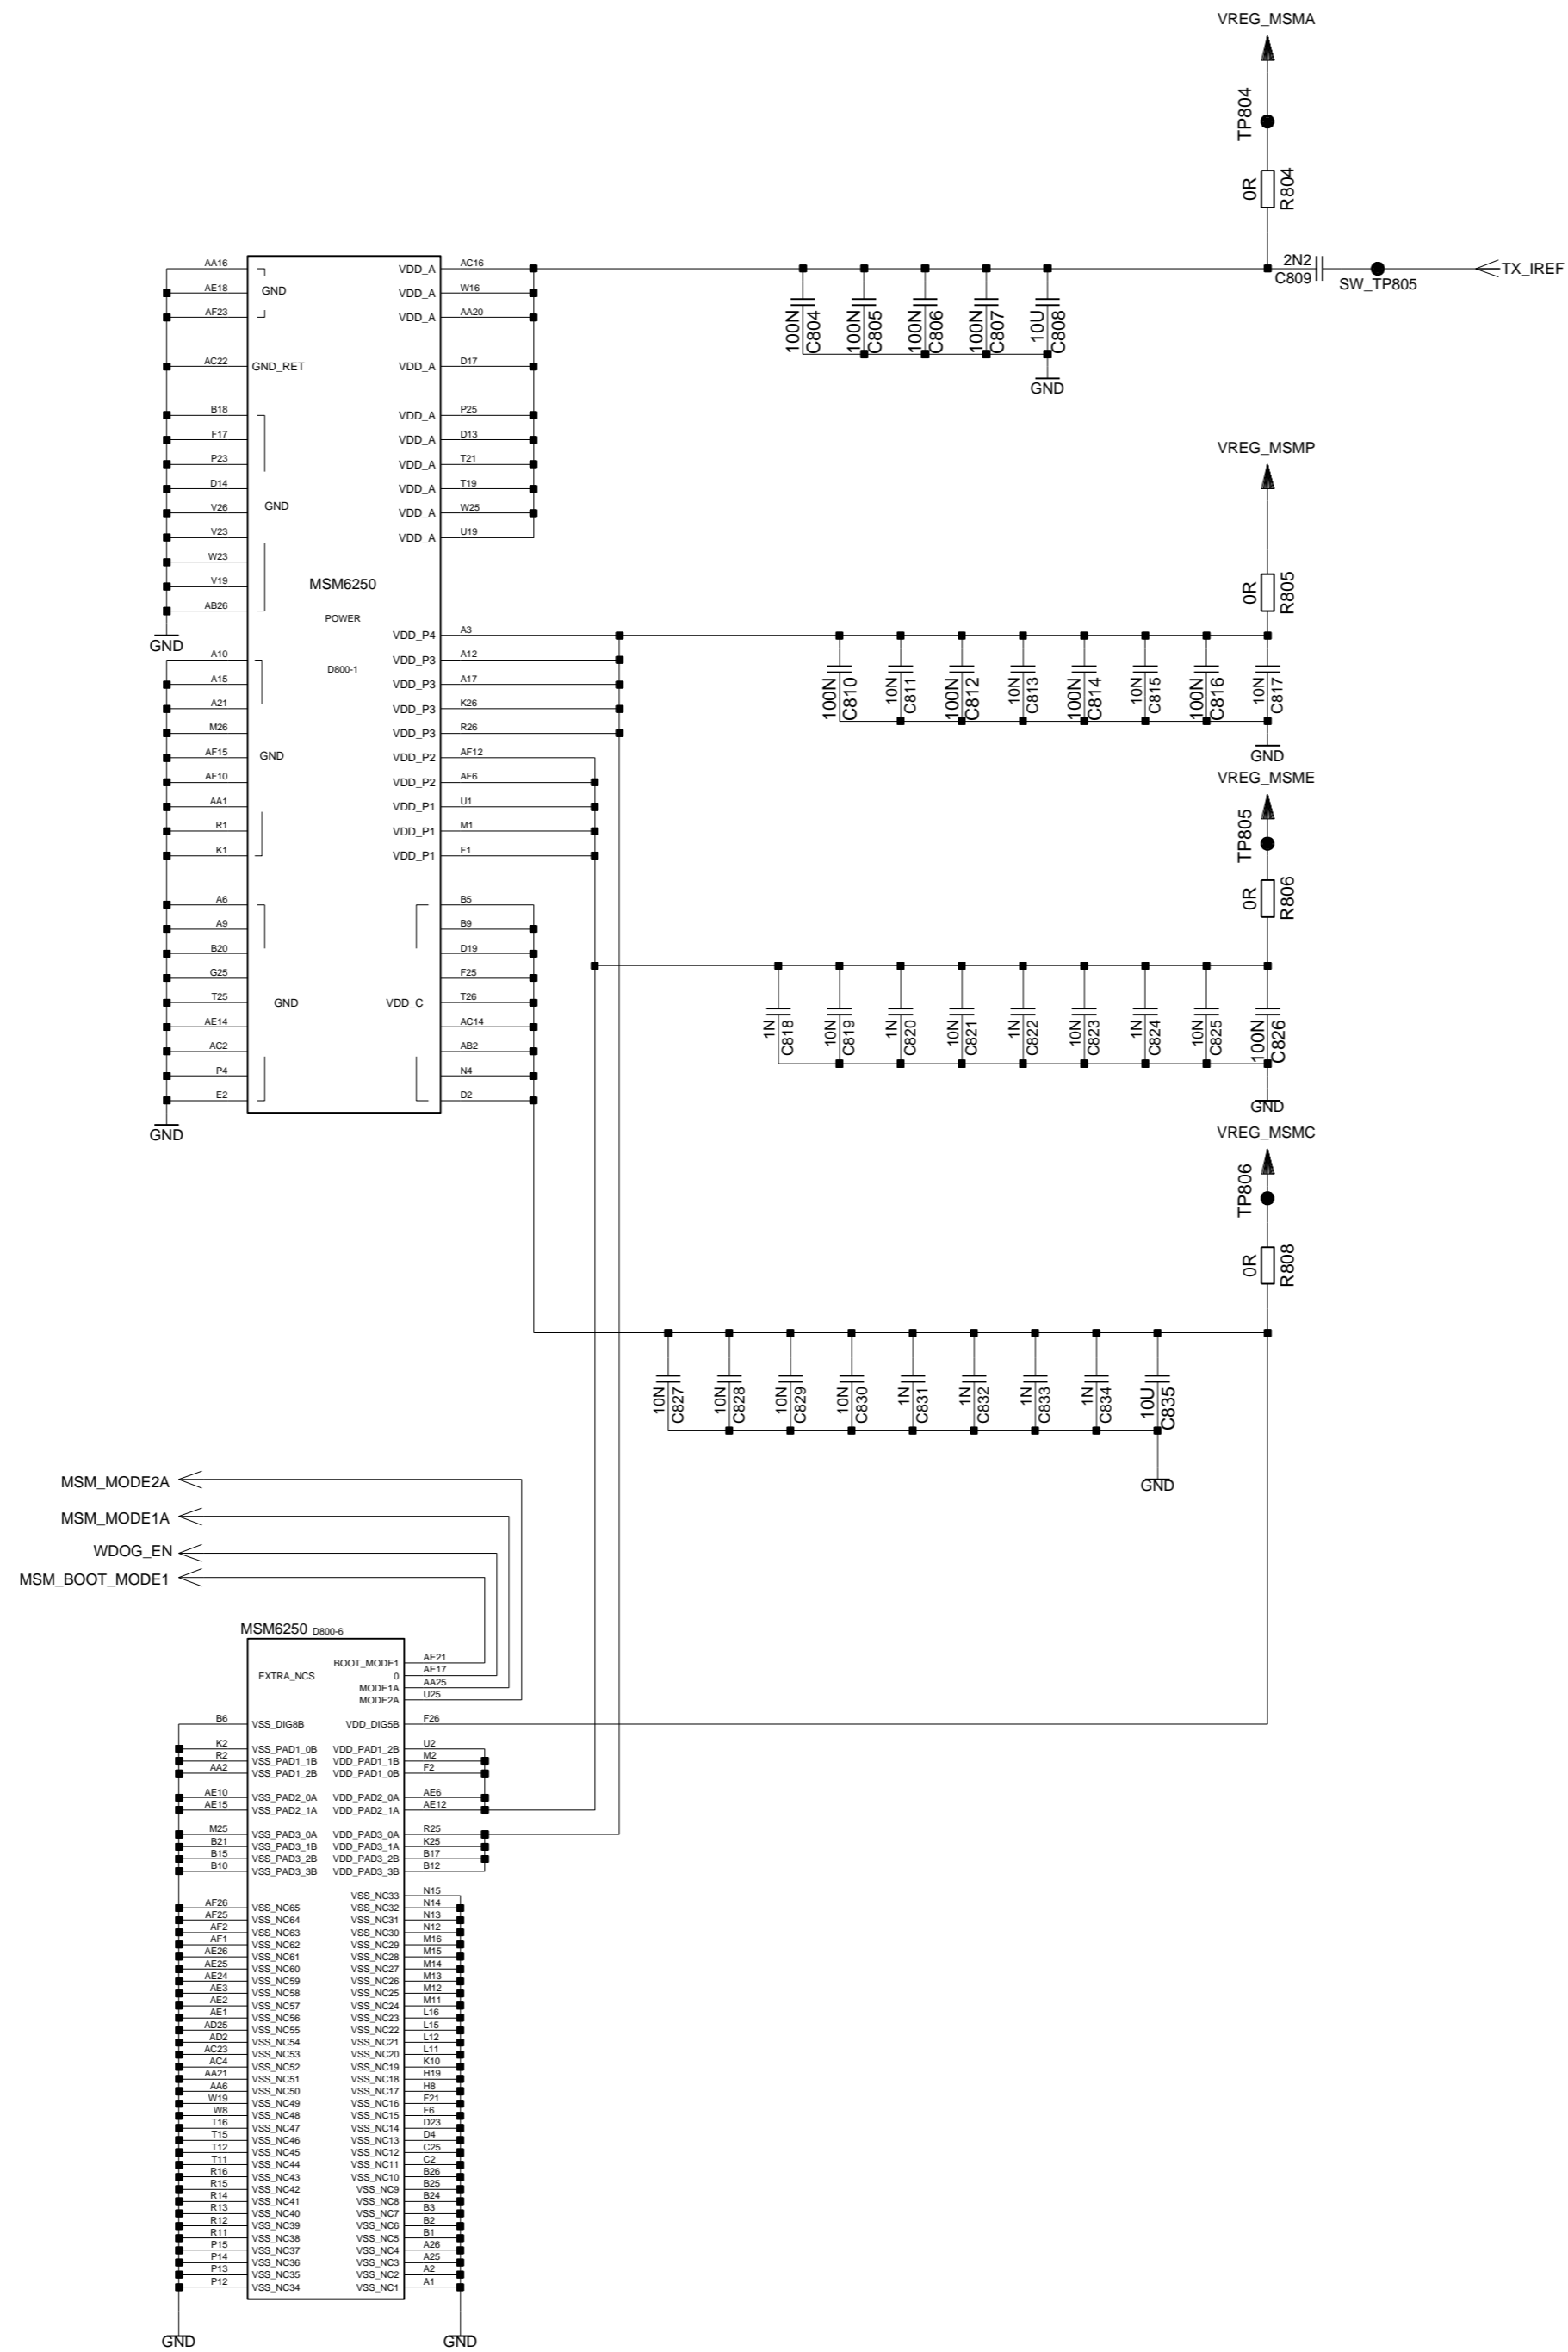 VREG_MSMA
TP804
0R
R804
2N2
C809
SW_TP805
TX_IREF
100N C804
100N C805
100N C806
100N C807
10U C808
GND
AA16 VDD_A AC16
AE18 GND VDD_A W16
AF23 VDD_A AA20
AC22 GND_RET VDD_A D17
B18 VDD_A P25
F17 VDD_A D13
P23 VDD_A T21
D14 VDD_A T19
V26 GND VDD_A W25
V23 VDD_A U19
W23
V19
AB26
GND
MSM6250
POWER
D800-1
VREG_MSMP
0R
R805
VDD_P4 A3
A10 VDD_P3 A12
A15 VDD_P3 A17
A21 VDD_P3 K26
M26 VDD_P3 R26
AF15 GND VDD_P2 AF12
AF10 VDD_P2 AF6
AA1 VDD_P1 U1
R1 VDD_P1 M1
K1 VDD_P1 F1
100N C810
10N C811
100N C812
10N C813
100N C814
10N C815
100N C816
10N C817
GND
VREG_MSME
TP805
0R
R806
A6 B5
A9 B9
B20 D19
G25 F25
T25 GND VDD_C T26
AE14 AC14
AC2 AB2
P4 N4
E2 D2
GND
1N C818
10N C819
1N C820
10N C821
1N C822
10N C823
1N C824
10N C825
100N C826
GND
VREG_MSMC
TP806
0R
R808
10N C827
10N C828
10N C829
10N C830
1N C831
1N C832
1N C833
1N C834
10U C835
GND
MSM_MODE2A
MSM_MODE1A
WDOG_EN
MSM_BOOT_MODE1
MSM6250 D800-6
BOOT_MODE1 AE21
EXTRA_NCS 0 AE17
MODE1A AA25
MODE2A U25
B6 VSS_DIG8B VDD_DIG5B F26
K2 VSS_PAD1_0B VDD_PAD1_2B U2
R2 VSS_PAD1_1B VDD_PAD1_1B M2
AA2 VSS_PAD1_2B VDD_PAD1_0B F2
AE10 VSS_PAD2_0A VDD_PAD2_0A AE6
AE15 VSS_PAD2_1A VDD_PAD2_1A AE12
M25 VSS_PAD3_0A VDD_PAD3_0A R25
B21 VSS_PAD3_1B VDD_PAD3_1A K25
B15 VSS_PAD3_2B VDD_PAD3_2B B17
B10 VSS_PAD3_3B VDD_PAD3_3B B12
VSS_NC33 N15
AF26 VSS_NC65 VSS_NC32 N14
AF25 VSS_NC64 VSS_NC31 N13
AF2 VSS_NC63 VSS_NC30 N12
AF1 VSS_NC62 VSS_NC29 M16
AE26 VSS_NC61 VSS_NC28 M15
AE25 VSS_NC60 VSS_NC27 M14
AE24 VSS_NC59 VSS_NC26 M13
AE3 VSS_NC58 VSS_NC25 M12
AE2 VSS_NC57 VSS_NC24 M11
AE1 VSS_NC56 VSS_NC23 L16
AD25 VSS_NC55 VSS_NC22 L15
AD2 VSS_NC54 VSS_NC21 L12
AC23 VSS_NC53 VSS_NC20 L11
AC4 VSS_NC52 VSS_NC19 K10
AA21 VSS_NC51 VSS_NC18 H19
AA6 VSS_NC50 VSS_NC17 H8
W19 VSS_NC49 VSS_NC16 F21
W8 VSS_NC48 VSS_NC15 F6
T16 VSS_NC47 VSS_NC14 D23
T15 VSS_NC46 VSS_NC13 D4
T12 VSS_NC45 VSS_NC12 C25
T11 VSS_NC44 VSS_NC11 C2
R16 VSS_NC43 VSS_NC10 B26
R15 VSS_NC42 VSS_NC9 B25
R14 VSS_NC41 VSS_NC8 B24
R13 VSS_NC40 VSS_NC7 B3
R12 VSS_NC39 VSS_NC6 B2
R11 VSS_NC38 VSS_NC5 B1
P15 VSS_NC37 VSS_NC4 A26
P14 VSS_NC36 VSS_NC3 A25
P13 VSS_NC35 VSS_NC2 A2
P12 VSS_NC34 VSS_NC1 A1
GND GND